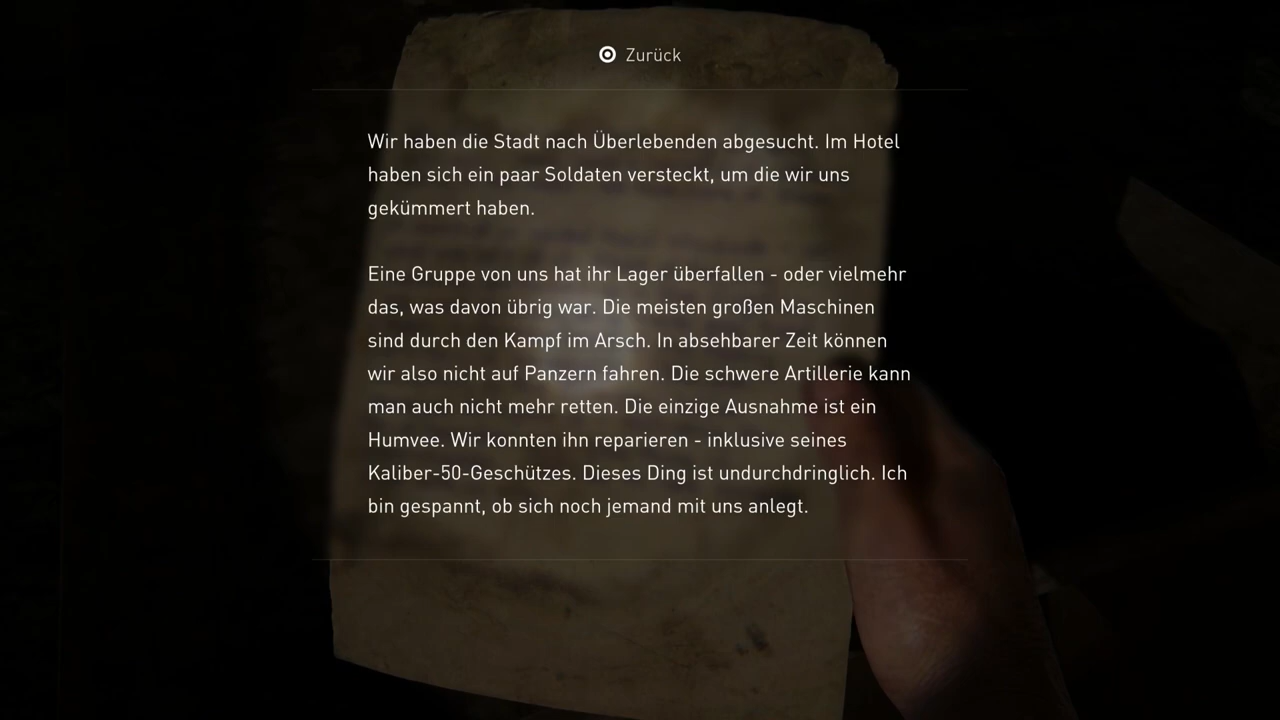 Zurück
Wir haben die Stadt nach Überlebenden abgesucht. Im Hotel
haben sich ein paar Soldaten versteckt, um die wir uns
gekümmert haben.
Eine Gruppe von uns hat ihr Lager überfallen - oder vielmehr
das, was davon übrig war. Die meisten großen Maschinen
sind durch den Kampf im Arsch. In absehbarer Zeit können
wir also nicht auf Panzern fahren. Die schwere Artillerie kann
man auch nicht mehr retten. Die einzige Ausnahme ist ein
Humvee. Wir konnten ihn reparieren - inklusive seines
Kaliber-50-Geschützes. Dieses Ding ist undurchdringlich. Ich
bin gespannt, ob sich noch jemand mit uns anlegt.